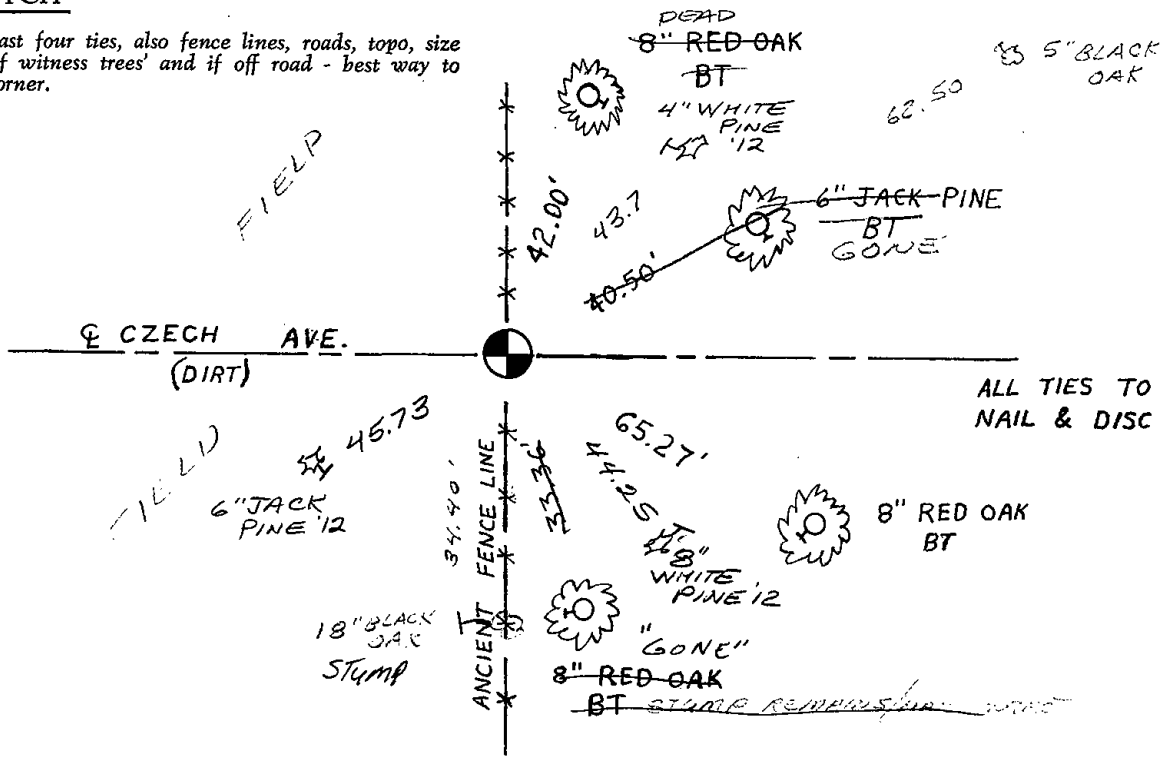 ast four ties, also fence lines, roads, topo, size
f witness trees' and if off road - best way to
orner.
DEAD
8" RED OAK
BT
4" WHITE
PINE
'12
62.50
5" BLACK
OAK
FIELD
42.00'
43.7
40.50'
6" JACK PINE
BT
GONE
℄ CZECH AVE.
(DIRT)
ALL TIES TO
NAIL & DISC
FIELD
45.73
6" JACK
PINE '12
34.40'
ANCIENT FENCE LINE
33.36'
65.27'
44.25
8"
WHITE
PINE '12
8" RED OAK
BT
18" BLACK
OAK
STUMP
"GONE"
8" RED OAK
BT STUMP REMAINS